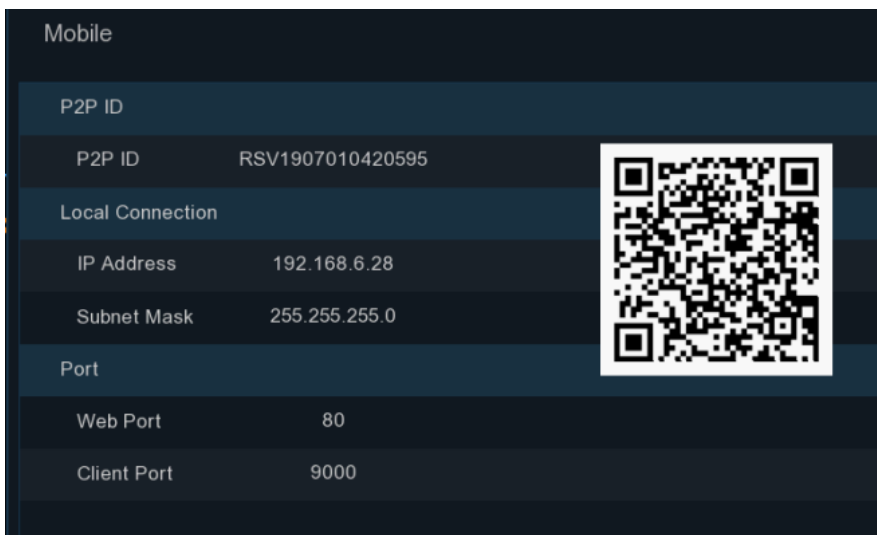 Mobile
P2P ID
P2P ID RSV1907010420595
Local Connection
IP Address 192.168.6.28
Subnet Mask 255.255.255.0
Port
Web Port 80
Client Port 9000